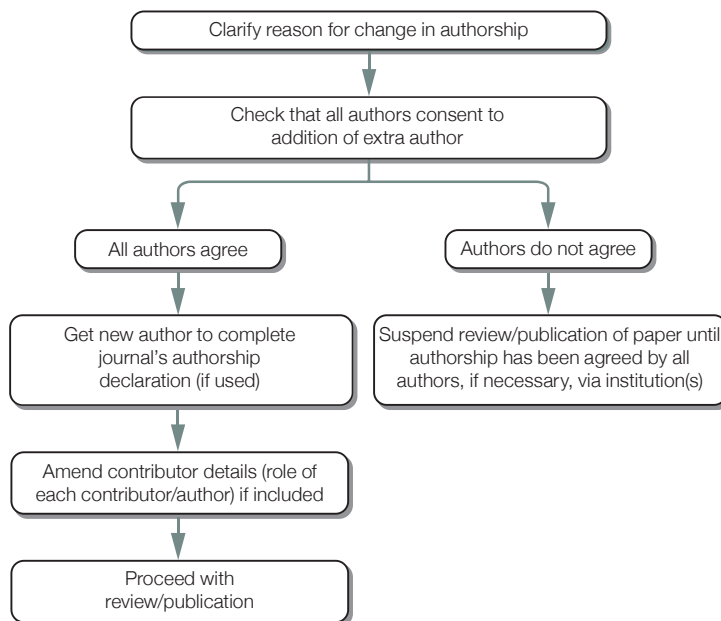 Clarify reason for change in authorship
Check that all authors consent to
addition of extra author
All authors agree
Authors do not agree
Get new author to complete
journal’s authorship
declaration (if used)
Suspend review/publication of paper until
authorship has been agreed by all
authors, if necessary, via institution(s)
Amend contributor details (role of
each contributor/author) if included
Proceed with
review/publication